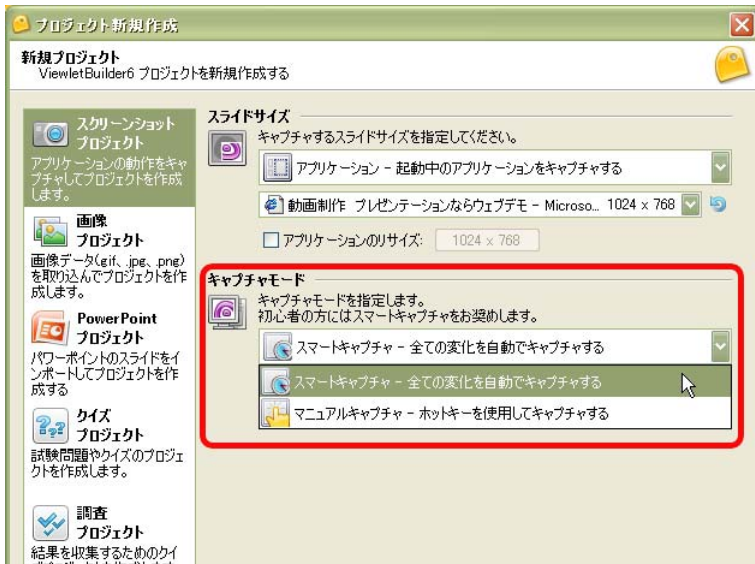 プロジェクト新規作成
新規プロジェクト
ViewletBuilder6 プロジェクトを新規作成する
スクリーンショット
プロジェクト
アプリケーションの動作をキャ
プチャしてプロジェクトを作成
します。
画像
プロジェクト
画像データ(gif、.jpg、.png)
を取り込んでプロジェクトを作
成します。
PowerPoint
プロジェクト
パワーポイントのスライドをイ
ンポートしてプロジェクトを作
成する
クイズ
プロジェクト
試験問題やクイズのプロジェ
クトを作成します。
調査
プロジェクト
結果を収集するためのクイ
スライドサイズ
キャプチャするスライドサイズを指定してください。
アプリケーション - 起動中のアプリケーションをキャプチャする
動画制作 プレゼンテーションならウェブデモ - Microso... 1024 x 768
アプリケーションのリサイズ: 1024 x 768
キャプチャモード
キャプチャモードを指定します。
初心者の方にはスマートキャプチャをお奨めします。
スマートキャプチャ - 全ての変化を自動でキャプチャする
スマートキャプチャ - 全ての変化を自動でキャプチャする
マニュアルキャプチャ - ホットキーを使用してキャプチャする